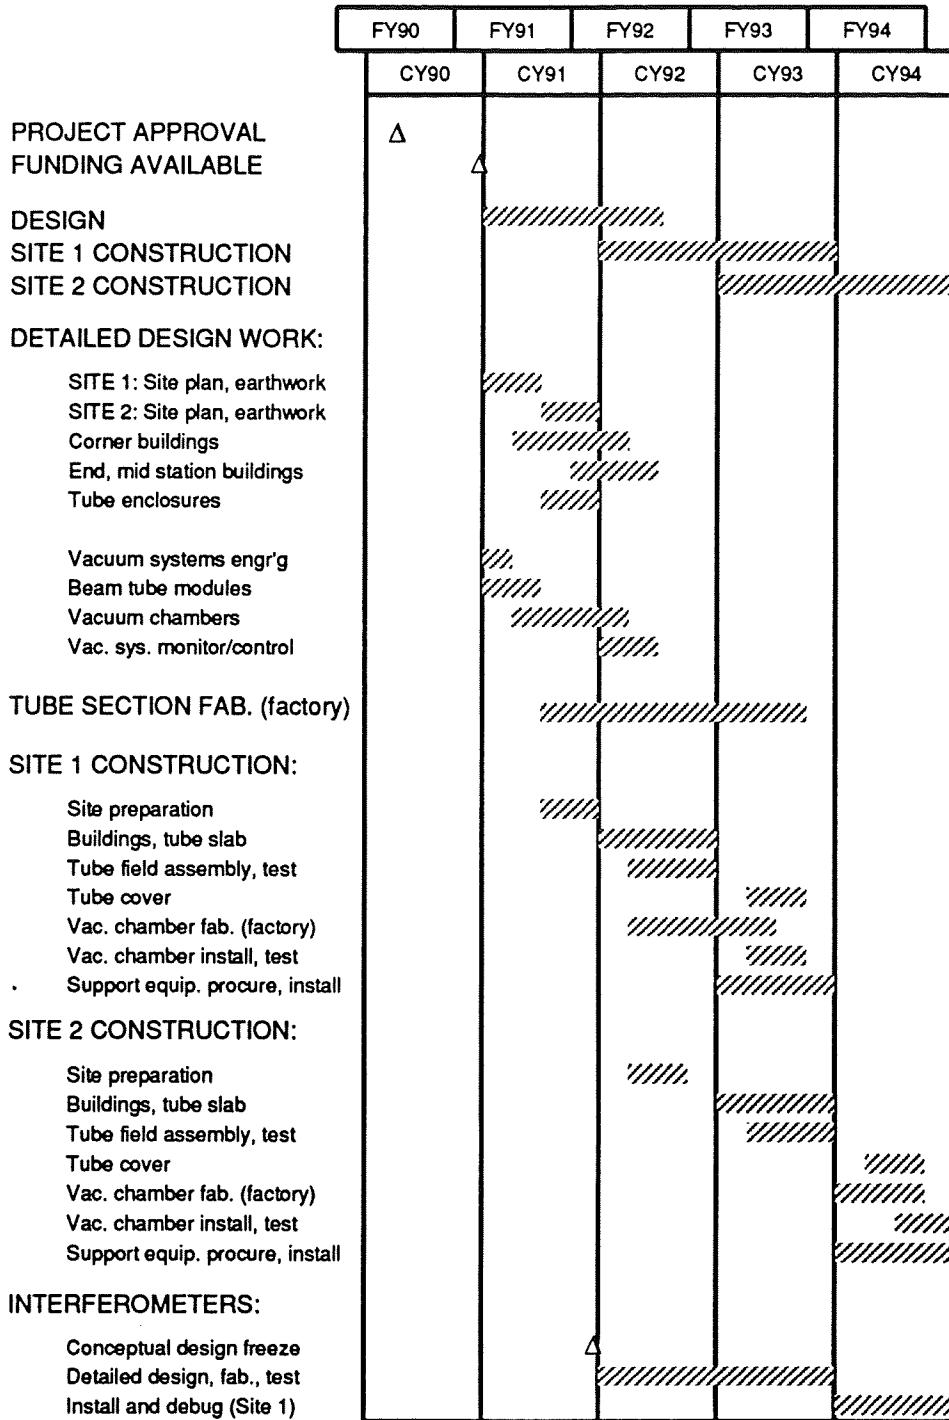 FY90 FY91 FY92 FY93 FY94
CY90 CY91 CY92 CY93 CY94
PROJECT APPROVAL
FUNDING AVAILABLE
DESIGN
SITE 1 CONSTRUCTION
SITE 2 CONSTRUCTION
DETAILED DESIGN WORK:
SITE 1: Site plan, earthwork
SITE 2: Site plan, earthwork
Corner buildings
End, mid station buildings
Tube enclosures
Vacuum systems engr'g
Beam tube modules
Vacuum chambers
Vac. sys. monitor/control
TUBE SECTION FAB. (factory)
SITE 1 CONSTRUCTION:
Site preparation
Buildings, tube slab
Tube field assembly, test
Tube cover
Vac. chamber fab. (factory)
Vac. chamber install, test
Support equip. procure, install
SITE 2 CONSTRUCTION:
Site preparation
Buildings, tube slab
Tube field assembly, test
Tube cover
Vac. chamber fab. (factory)
Vac. chamber install, test
Support equip. procure, install
INTERFEROMETERS:
Conceptual design freeze
Detailed design, fab., test
Install and debug (Site 1)